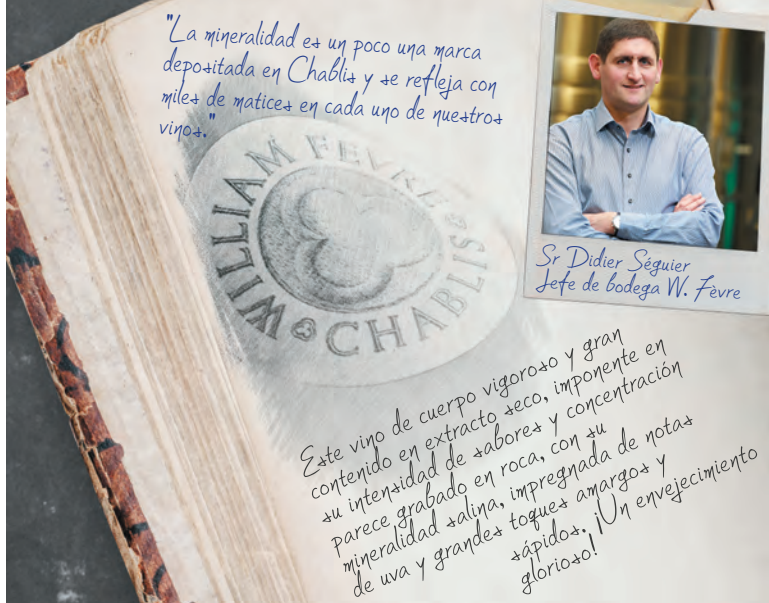 "La mineralidad es un poco una marca
depositada en Chablis y se refleja con
miles de matices en cada uno de nuestros
vinos."
WILLIAM FEVRE
CHABLIS
Sr Didier Séguier
Jefe de bodega W. Fèvre
Este vino de cuerpo vigoroso y gran
contenido en extracto seco, imponente en
su intensidad de sabores y concentración
parece grabado en roca, con su
mineralidad salina, impregnada de notas
de uva y grandes toques amargos y
sápidos. ¡Un envejecimiento
glorioso!